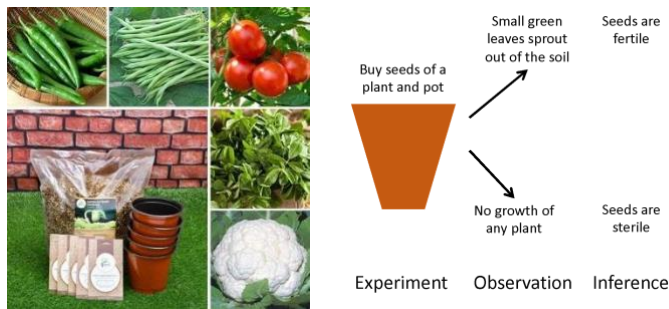 Buy seeds of a
plant and pot
Small green
leaves sprout
out of the soil
Seeds are
fertile
No growth of
any plant
Seeds are
sterile
Experiment
Observation
Inference